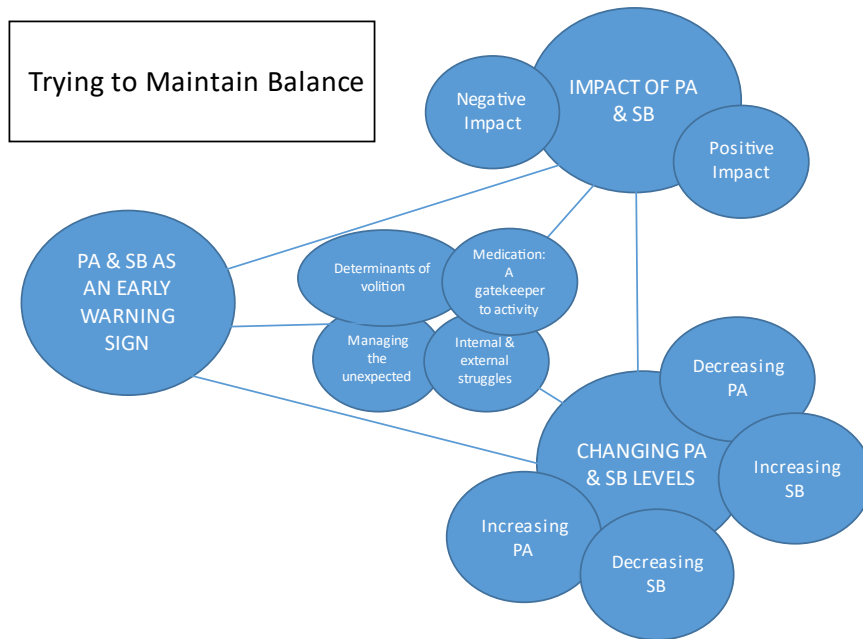 Trying to Maintain Balance
IMPACT OF PA
& SB
Negative
Impact
Positive
Impact
PA & SB AS
AN EARLY
WARNING
SIGN
Determinants of
volition
Medication:
A
gatekeeper
to activity
Managing
the
unexpected
Internal &
external
struggles
CHANGING PA
& SB LEVELS
Decreasing
PA
Increasing
SB
Increasing
PA
Decreasing
SB